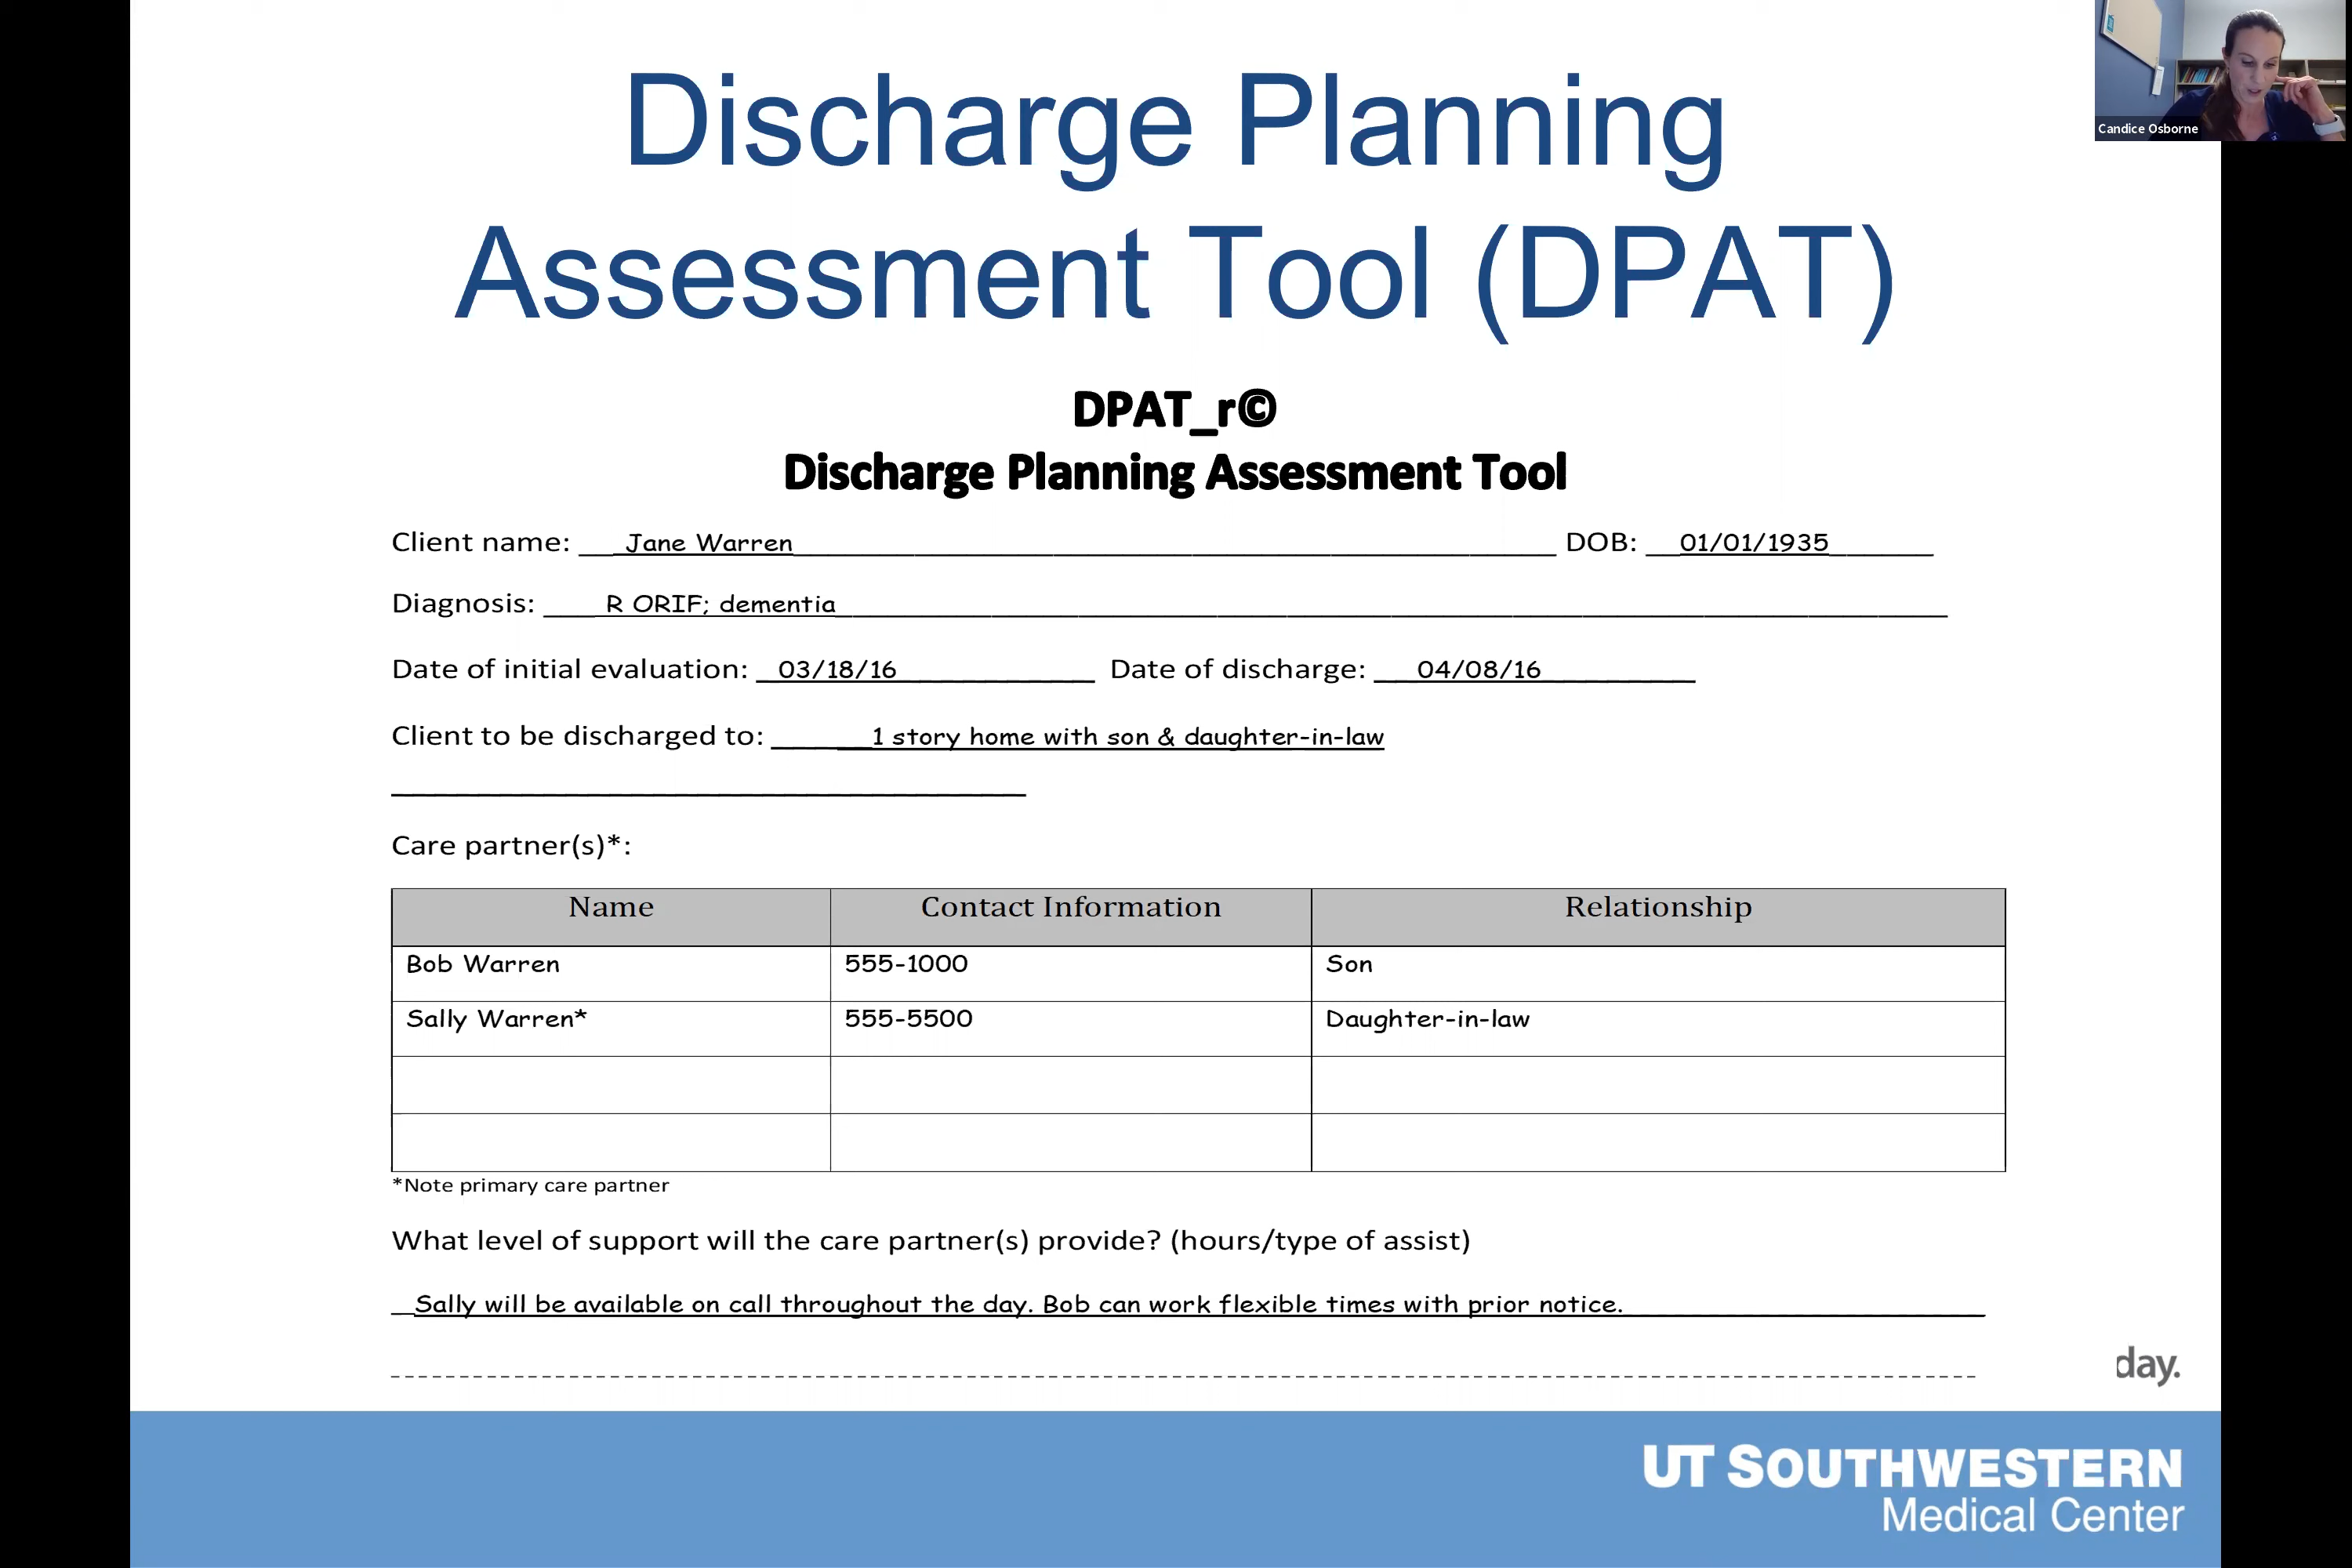 Discharge Planning
Assessment Tool (DPAT)
Candice Osborne
DPAT_r©
Discharge Planning Assessment Tool
Client name: Jane Warren DOB: 01/01/1935
Diagnosis: R ORIF; dementia
Date of initial evaluation: 03/18/16 Date of discharge: 04/08/16
Client to be discharged to: 1 story home with son & daughter-in-law
Care partner(s)*:
Name Contact Information Relationship
Bob Warren 555-1000 Son
Sally Warren* 555-5500 Daughter-in-law
*Note primary care partner
What level of support will the care partner(s) provide? (hours/type of assist)
Sally will be available on call throughout the day. Bob can work flexible times with prior notice.
day.
UT SOUTHWESTERN
Medical Center